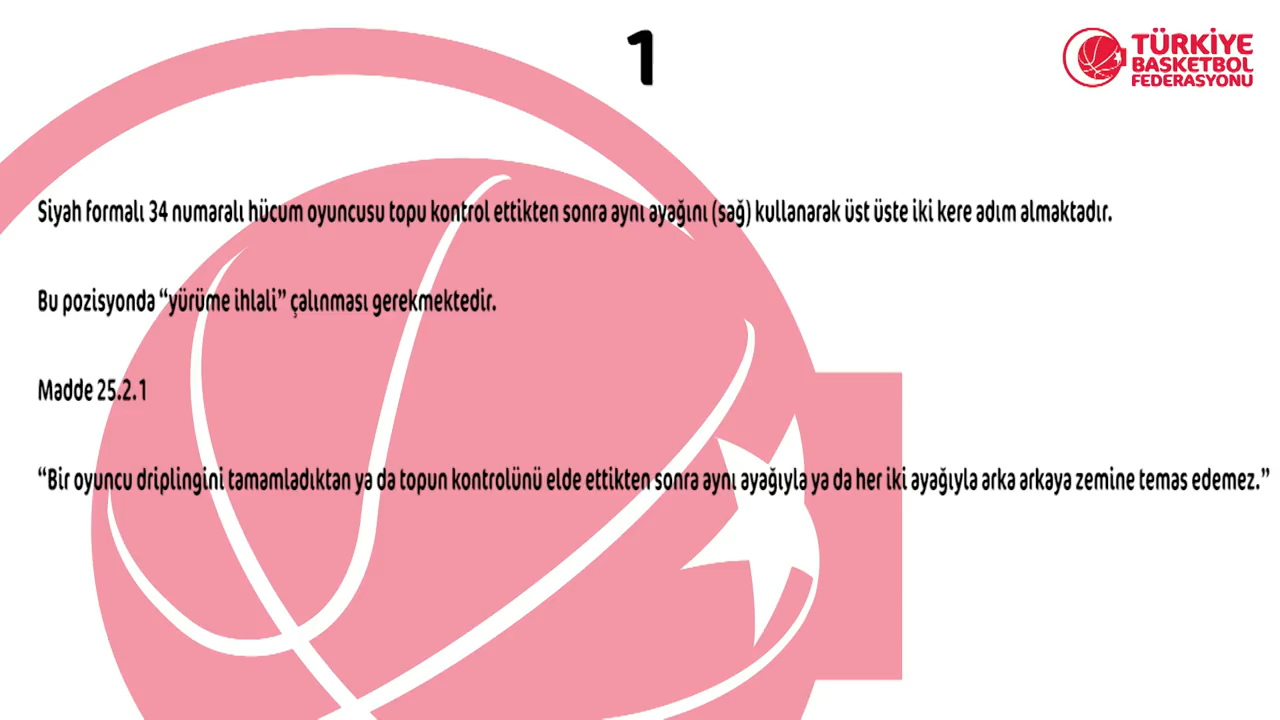 1
TÜRKİYE
BASKETBOL
FEDERASYONU
Siyah formalı 34 numaralı hücum oyuncusu topu kontrol ettikten sonra aynı ayağını (sağ) kullanarak üst üste iki kere adım almaktadır.
Bu pozisyonda “yürüme ihlali” çalınması gerekmektedir.
Madde 25.2.1
“Bir oyuncu driplingini tamamladıktan ya da topun kontrolünü elde ettikten sonra aynı ayağıyla ya da her iki ayağıyla arka arkaya zemine temas edemez.”